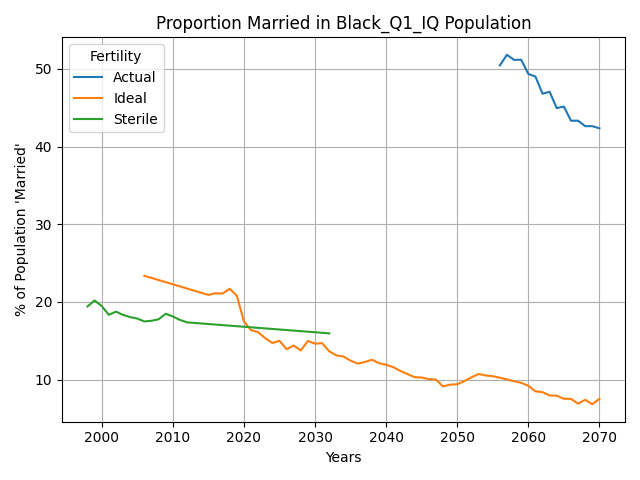 Proportion Married in Black_Q1_IQ Population
% of Population 'Married'
50
40
30
20
10
Fertility
Actual
Ideal
Sterile
2000 2010 2020 2030 2040 2050 2060 2070
Years